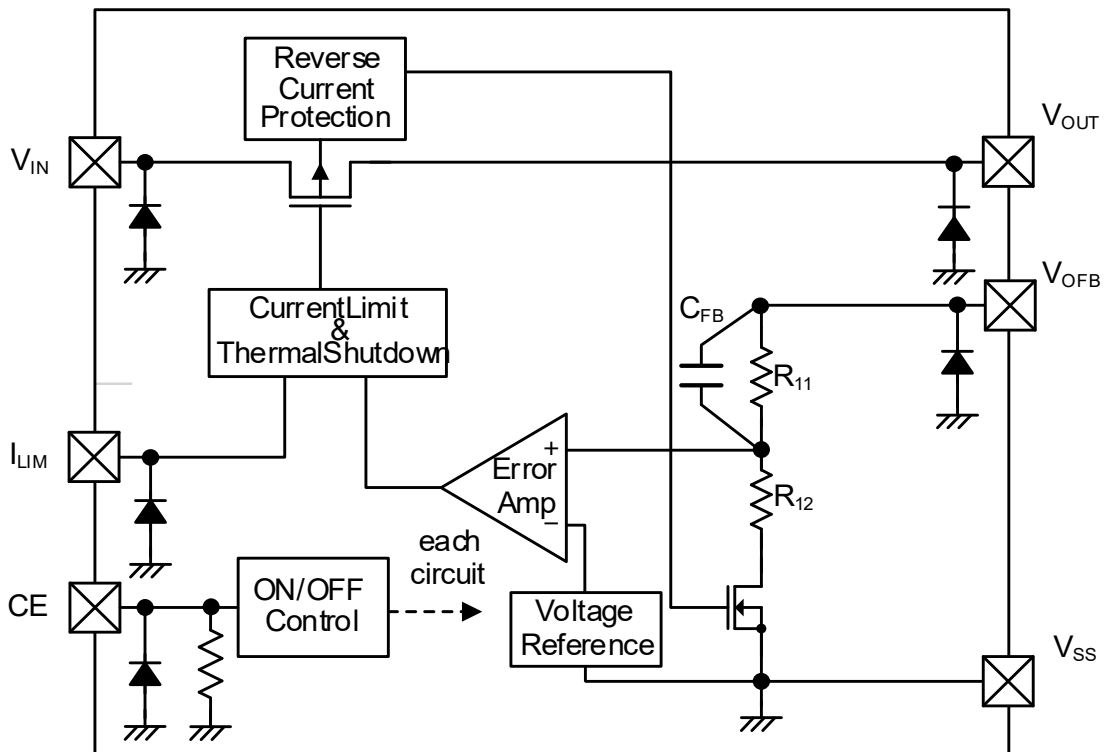 Reverse
Current
Protection
VIN
VOUT
VOFB
CurrentLimit
&
ThermalShutdown
CFB
R11
ILIM
+
Error
Amp
−
R12
each
circuit
CE
ON/OFF
Control
Voltage
Reference
VSS